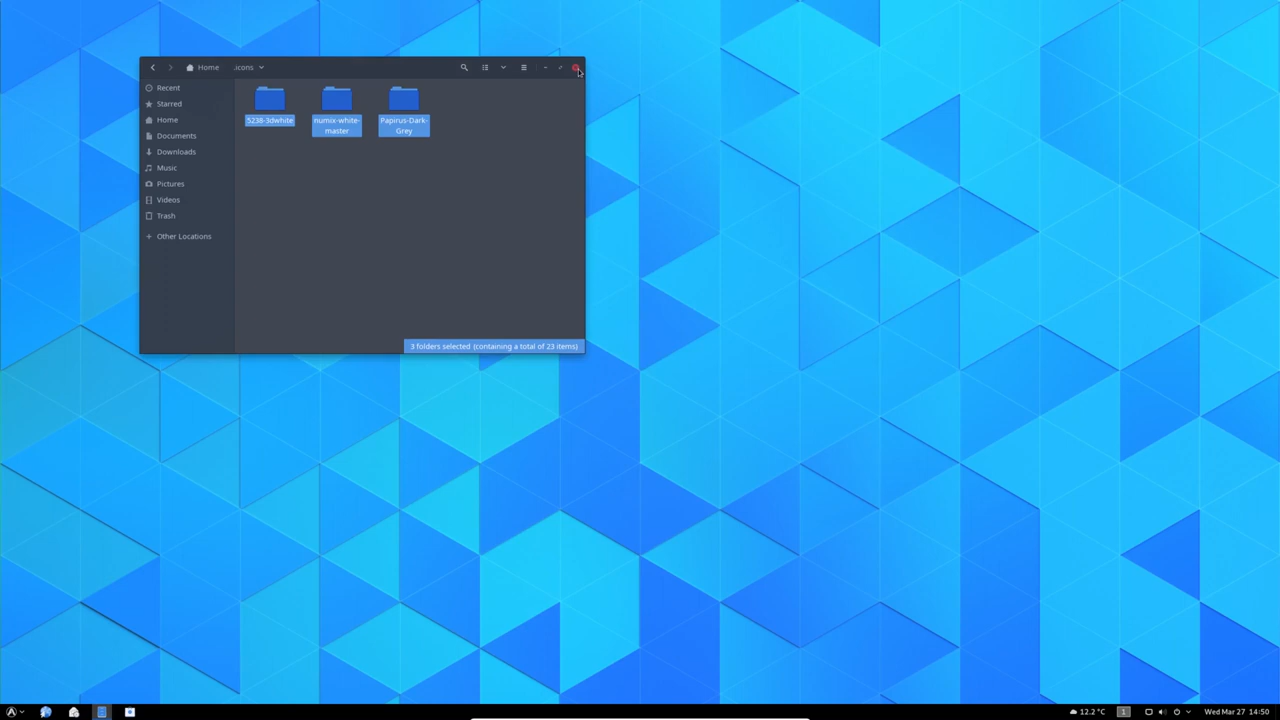 Home .icons
Recent
Starred
Home
Documents
Downloads
Music
Pictures
Videos
Trash
Other Locations
5238-3dwhite
numix-white-
master
Papirus-Dark-
Grey
3 folders selected (containing a total of 23 items)
12.2 °C 1 Wed Mar 27 14:50